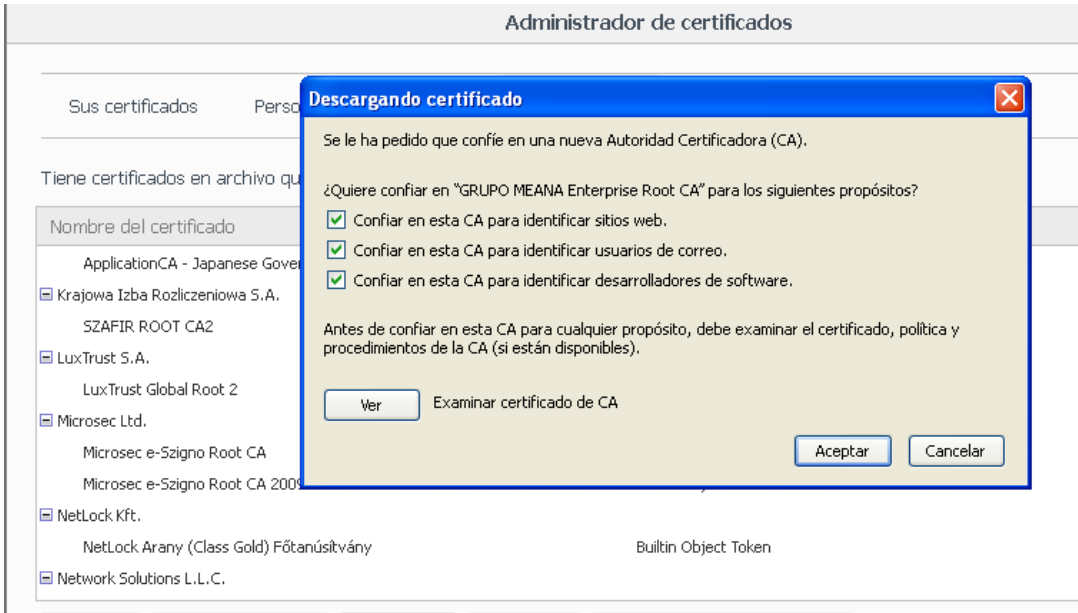 Administrador de certificados
Sus certificados
Descargando certificado
Se le ha pedido que confíe en una nueva Autoridad Certificadora (CA).
Tiene certificados en archivo
¿Quiere confiar en "GRUPO MEANA Enterprise Root CA" para los siguientes propósitos?
Confiar en esta CA para identificar sitios web.
Confiar en esta CA para identificar usuarios de correo.
Confiar en esta CA para identificar desarrolladores de software.
Antes de confiar en esta CA para cualquier propósito, debe examinar el certificado, política y
procedimientos de la CA (si están disponibles).
Ver
Examinar certificado de CA
Aceptar
Cancelar
Nombre del certificado
ApplicationCA - Japanese
Krajowa Izba Rozliczeniowa S.A.
SZAFIR ROOT CA2
LuxTrust S.A.
LuxTrust Global Root 2
Microsec Ltd.
Microsec e-Szigno Root CA
Microsec e-Szigno Root CA 2009
NetLock Kft.
NetLock Arany (Class Gold) Főtanúsítvány Builtin Object Token
Network Solutions L.L.C.